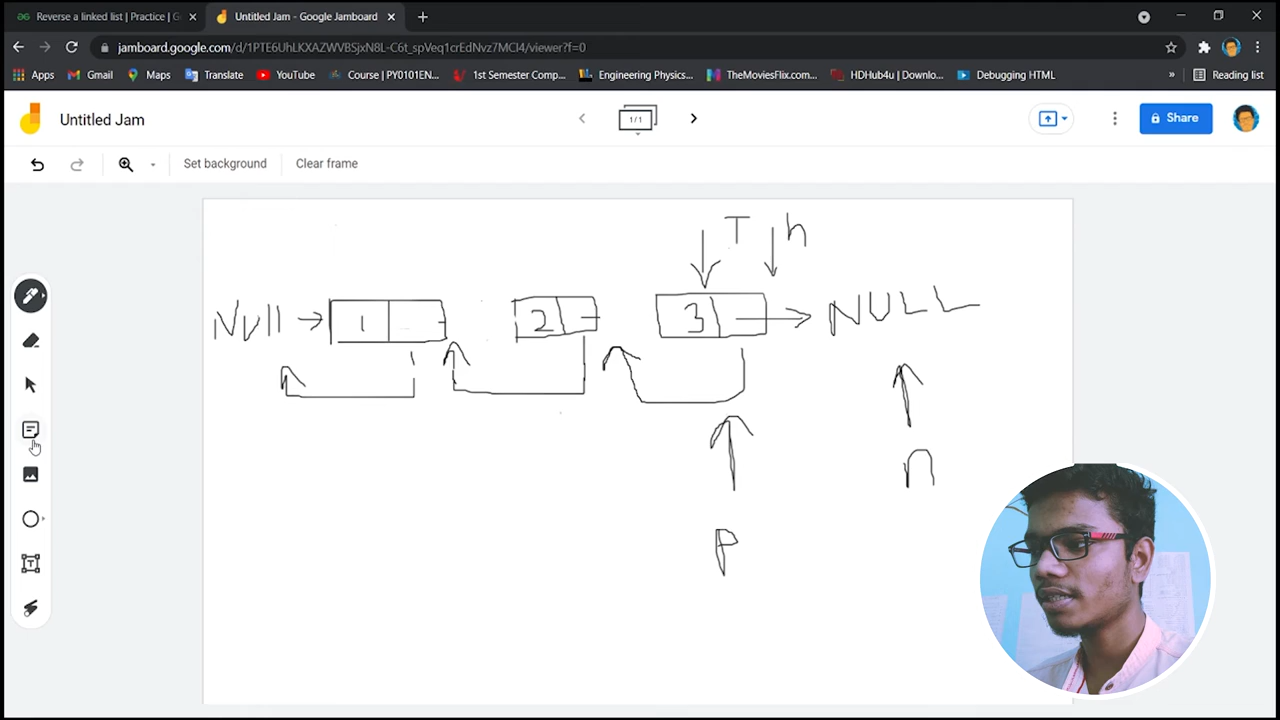 Reverse a linked list | Practice | G
Untitled Jam - Google Jamboard
jamboard.google.com/d/1PTE6UhLKXAZWVBSjxN8L-C6t_spVeq1crEdNvz7MCI4/viewer?f=0
Apps Gmail Maps Translate YouTube Course | PY0101EN... 1st Semester Comp... Engineering Physics... TheMoviesFlix.com... HDHub4u | Downlo... Debugging HTML » Reading list
Untitled Jam
1/1
Share
Set background Clear frame
T h
NUll 1 2 3 NULL
n
P